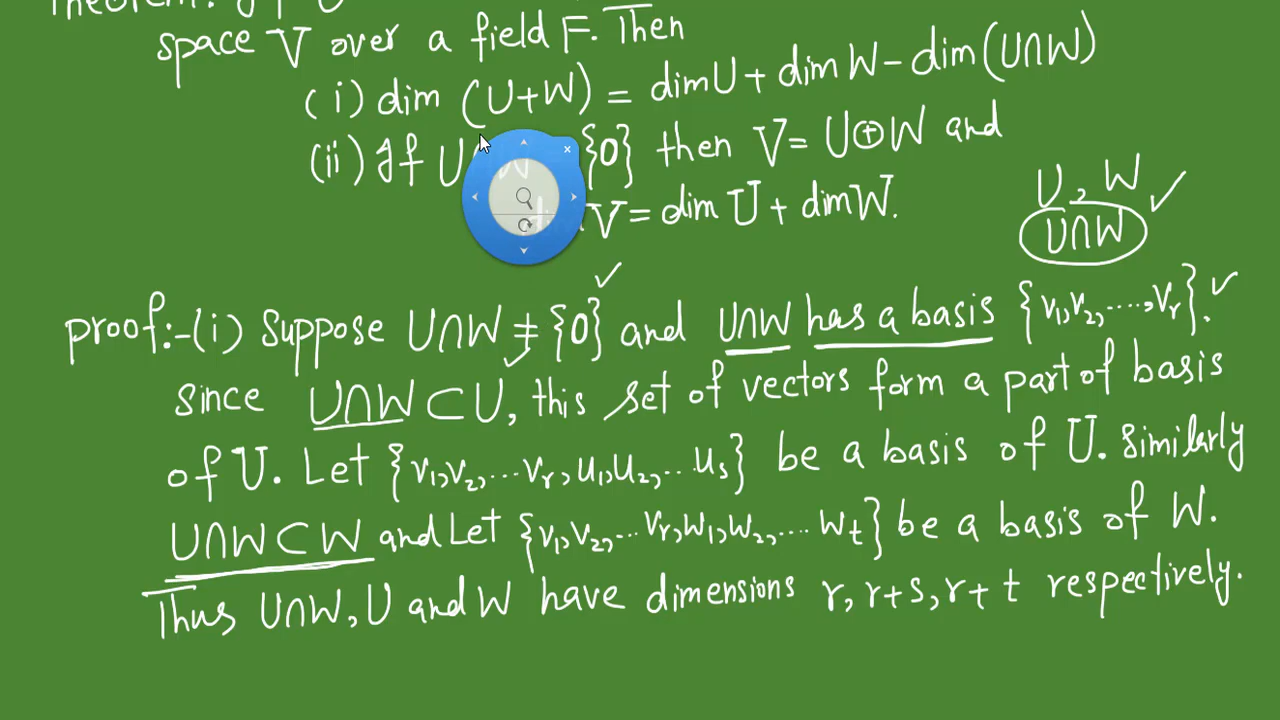 Theorem:
space V over a field F. Then
(i) dim (U+W) = dim U + dim W - dim (U∩W)
(ii) If U {0} then V = U⊕W and
V = dim U + dim W.
U, W
U∩W
proof:- (i) Suppose U∩W ≠ {0} and U∩W has a basis {v1, v2, ...., vr}.
Since U∩W ⊂ U, this set of vectors form a part of basis
of U. Let {v1, v2, ... vr, u1, u2, ... us} be a basis of U. Similarly
U∩W ⊂ W and Let {v1, v2, ... vr, w1, w2, ... wt} be a basis of W.
Thus U∩W, U and W have dimensions r, r+s, r+t respectively.